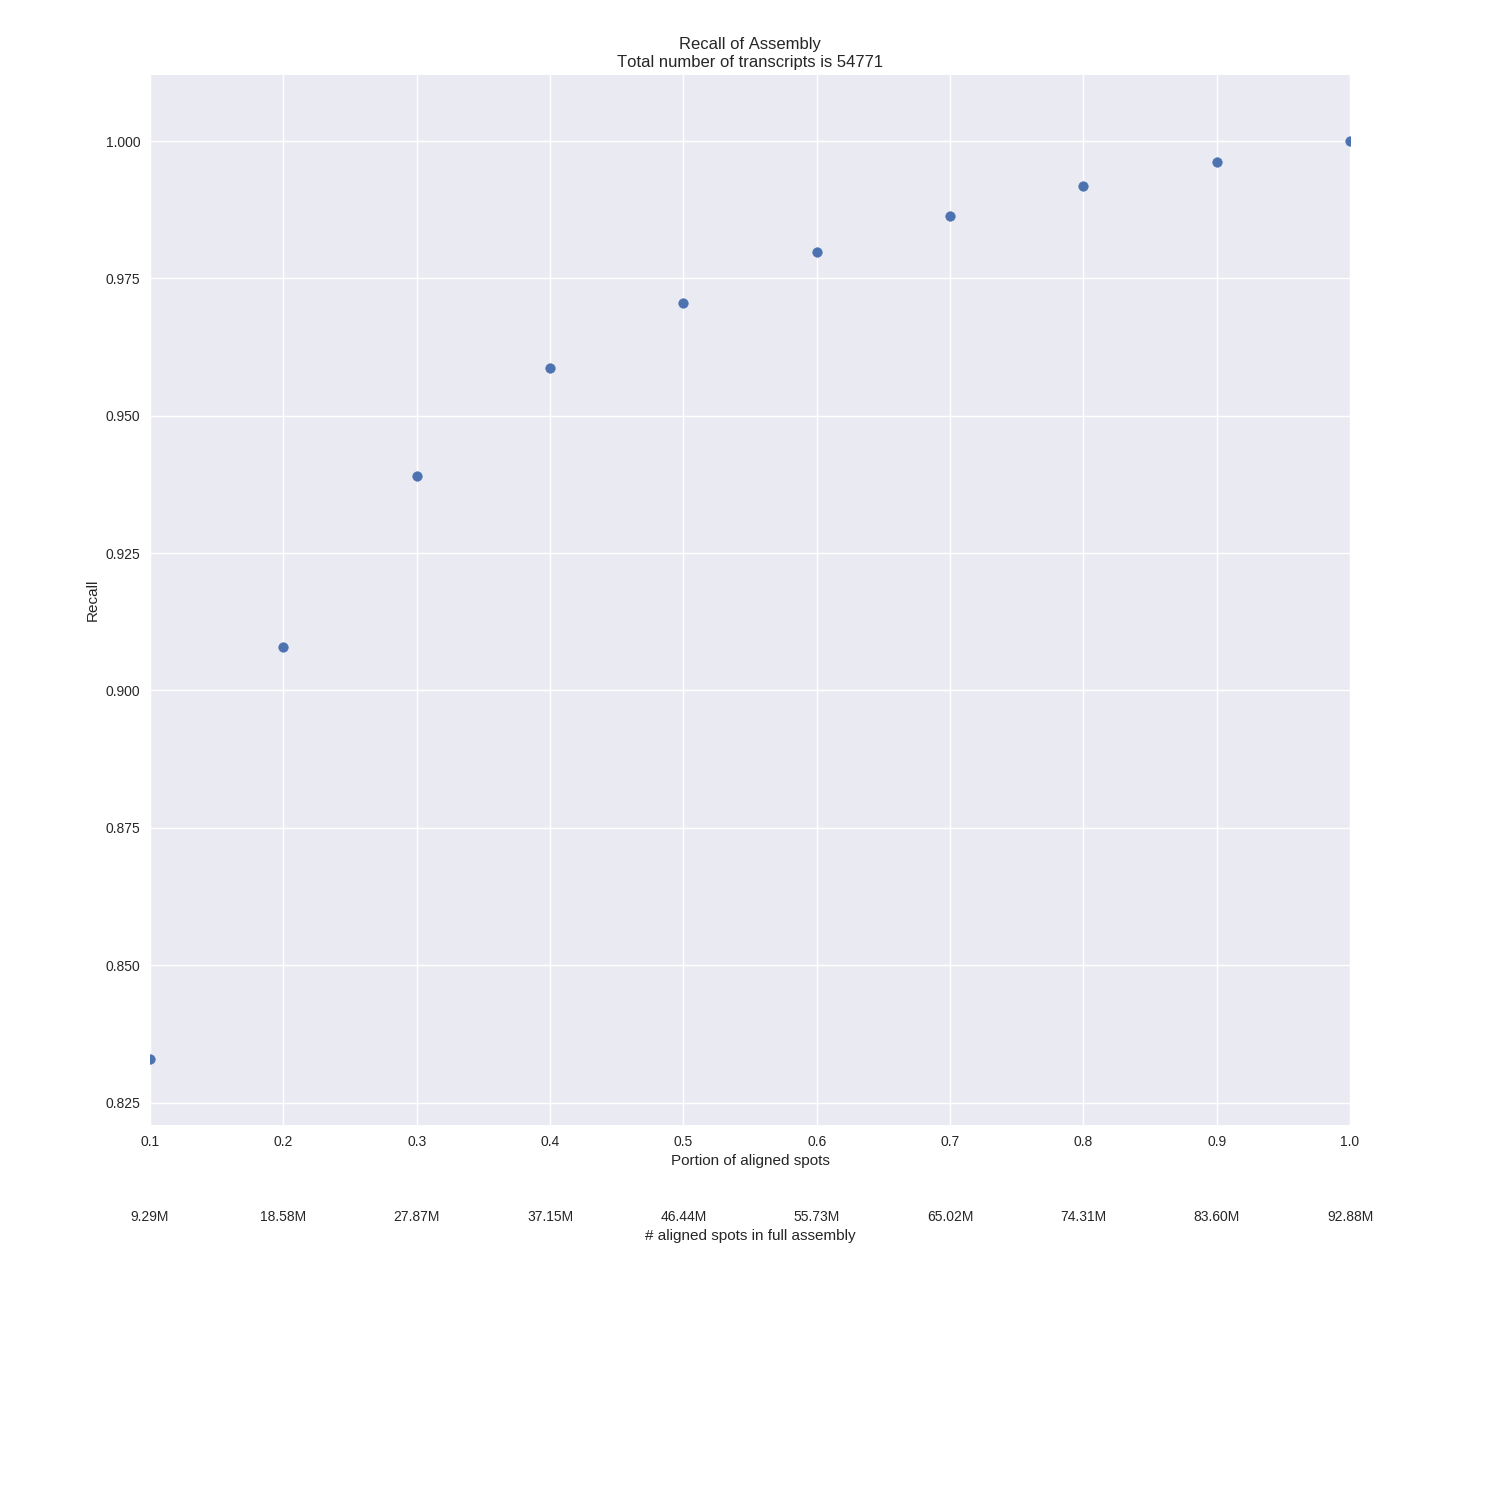 Recall of Assembly
Total number of transcripts is 54771
1.000
0.975
0.950
0.925
0.900
0.875
0.850
0.825
Recall
0.1 0.2 0.3 0.4 0.5 0.6 0.7 0.8 0.9 1.0
Portion of aligned spots
9.29M 18.58M 27.87M 37.15M 46.44M 55.73M 65.02M 74.31M 83.60M 92.88M
# aligned spots in full assembly